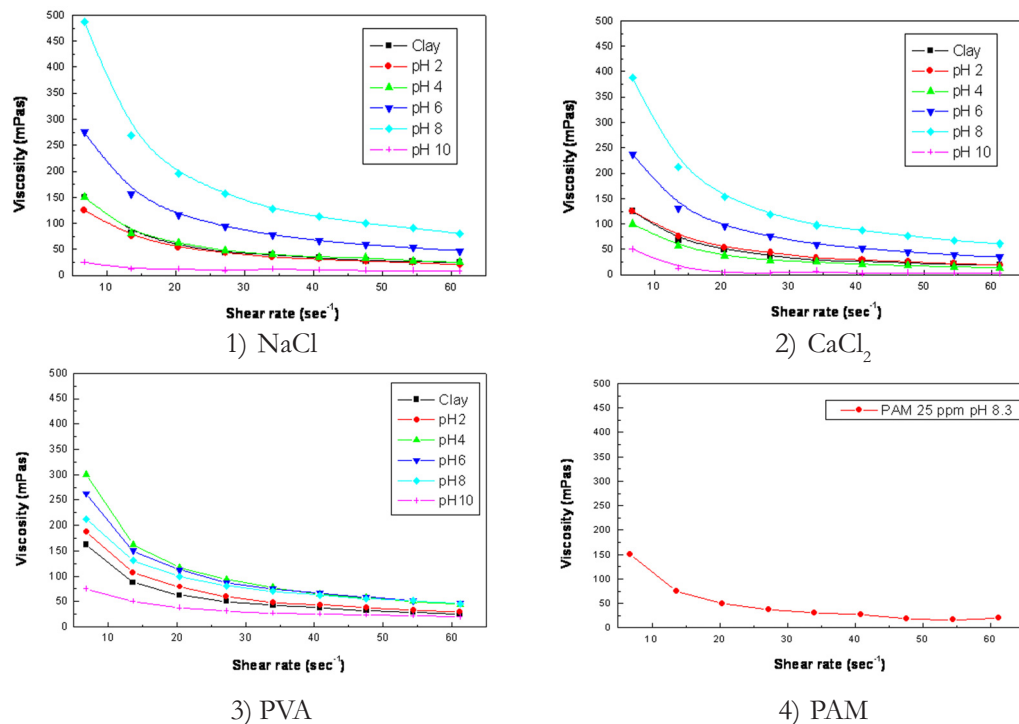 500
450
400
350
300
250
200
150
100
50
0
Viscosity (mPas)
Clay
pH 2
pH 4
pH 6
pH 8
pH 10
10 20 30 40 50 60
Shear rate (sec⁻¹)
1) NaCl
500
450
400
350
300
250
200
150
100
50
0
Viscosity (mPas)
Clay
pH 2
pH 4
pH 6
pH 8
pH 10
10 20 30 40 50 60
Shear rate (sec⁻¹)
2) CaCl₂
500
450
400
350
300
250
200
150
100
50
0
Viscosity (mPas)
Clay
pH2
pH4
pH6
pH8
pH10
10 20 30 40 50 60
Shear rate (sec⁻¹)
3) PVA
500
450
400
350
300
250
200
150
100
50
0
Viscosity (mPas)
PAM 25 ppm pH 8.3
10 20 30 40 50 60
Shear rate (sec⁻¹)
4) PAM